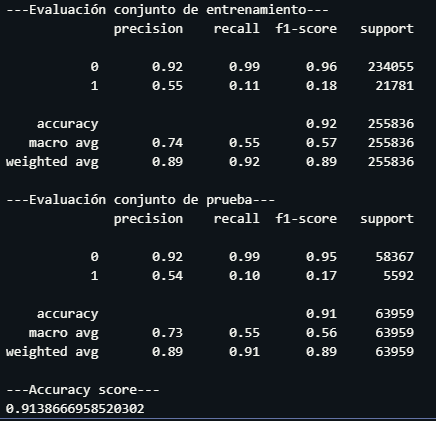 ---Evaluación conjunto de entrenamiento---
precision recall f1-score support
0 0.92 0.99 0.96 234055
1 0.55 0.11 0.18 21781
accuracy 0.92 255836
macro avg 0.74 0.55 0.57 255836
weighted avg 0.89 0.92 0.89 255836
---Evaluación conjunto de prueba---
precision recall f1-score support
0 0.92 0.99 0.95 58367
1 0.54 0.10 0.17 5592
accuracy 0.91 63959
macro avg 0.73 0.55 0.56 63959
weighted avg 0.89 0.91 0.89 63959
---Accuracy score---
0.9138666958520302